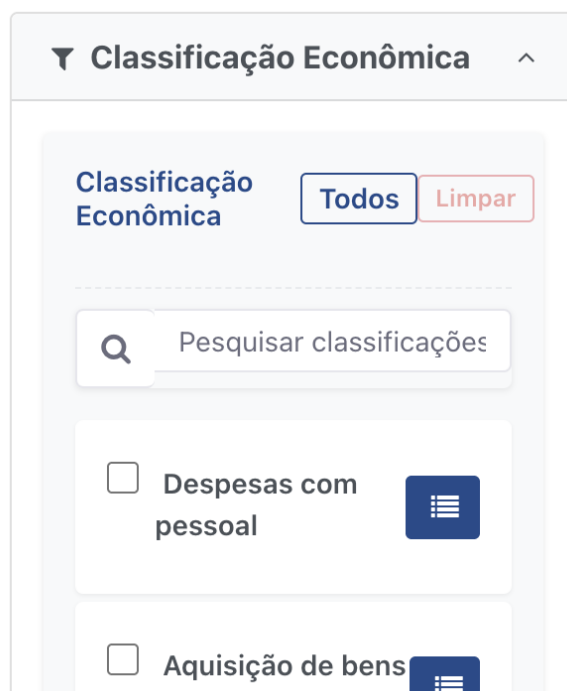 Classificação Econômica
Classificação
Econômica
Todos
Limpar
Pesquisar classificações
Despesas com
pessoal
Aquisição de bens